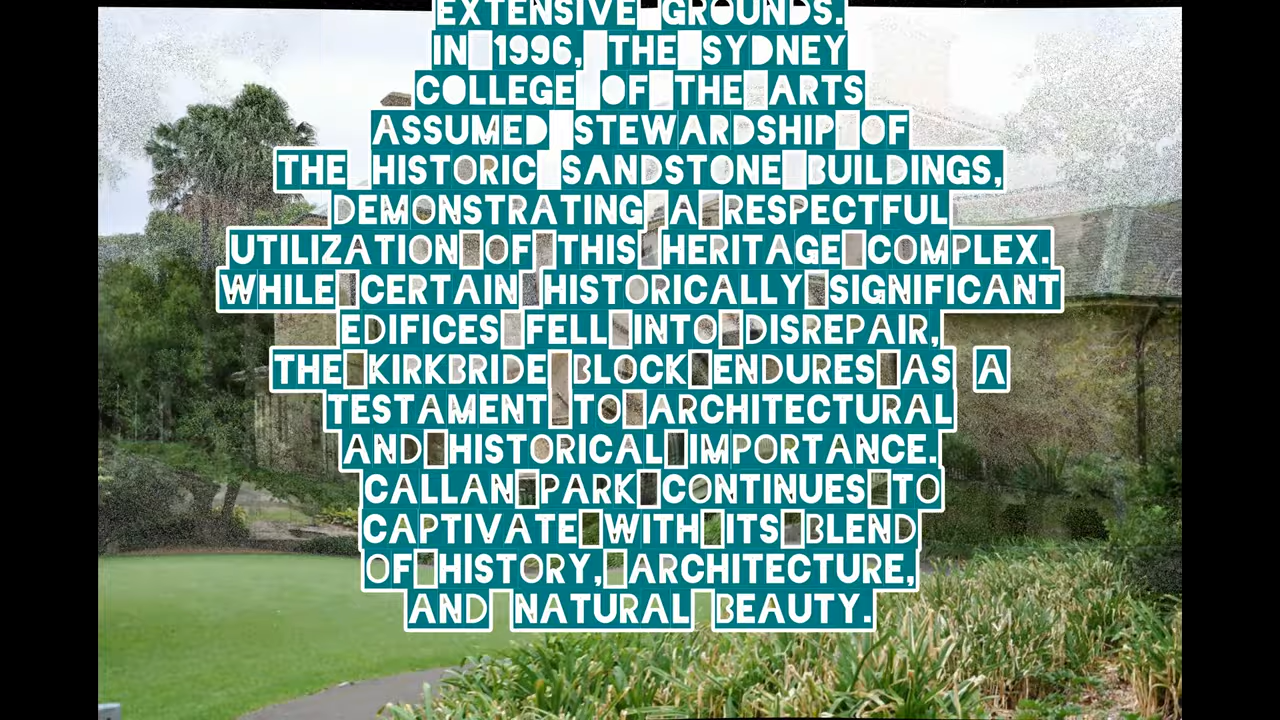 EXTENSIVE GROUNDS.
IN 1996, THE SYDNEY
COLLEGE OF THE ARTS
ASSUMED STEWARDSHIP OF
THE HISTORIC SANDSTONE BUILDINGS,
DEMONSTRATING A RESPECTFUL
UTILIZATION OF THIS HERITAGE COMPLEX.
WHILE CERTAIN HISTORICALLY SIGNIFICANT
EDIFICES FELL INTO DISREPAIR,
THE KIRKBRIDE BLOCK ENDURES AS A
TESTAMENT TO ARCHITECTURAL
AND HISTORICAL IMPORTANCE.
CALLAN PARK CONTINUES TO
CAPTIVATE WITH ITS BLEND
OF HISTORY, ARCHITECTURE,
AND NATURAL BEAUTY.